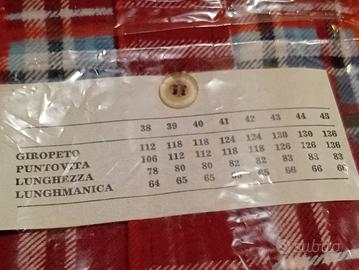 38 39 40 41 42 43 44 45
GIROPETO 112 118 118 124 124 130 130 136
PUNTOVITA 106 112 112 118 118 126 126 136
LUNGHEZZA 78 80 80 82 82 83 83 83
LUNGHMANICA 64 65 65 66 66 66
subito